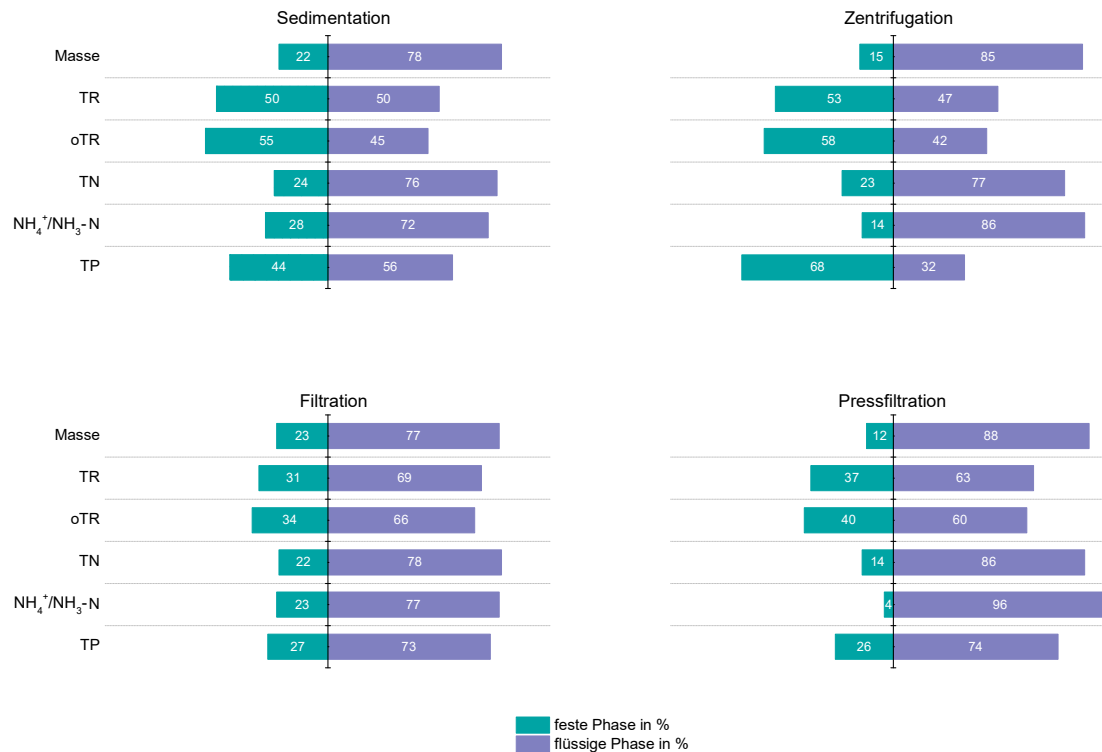 Sedimentation
Masse 22 78
TR 50 50
oTR 55 45
TN 24 76
NH₄⁺/NH₃-N 28 72
TP 44 56
Zentrifugation
15 85
53 47
58 42
23 77
14 86
68 32
Filtration
Masse 23 77
TR 31 69
oTR 34 66
TN 22 78
NH₄⁺/NH₃-N 23 77
TP 27 73
Pressfiltration
12 88
37 63
40 60
14 86
4 96
26 74
feste Phase in %
flüssige Phase in %